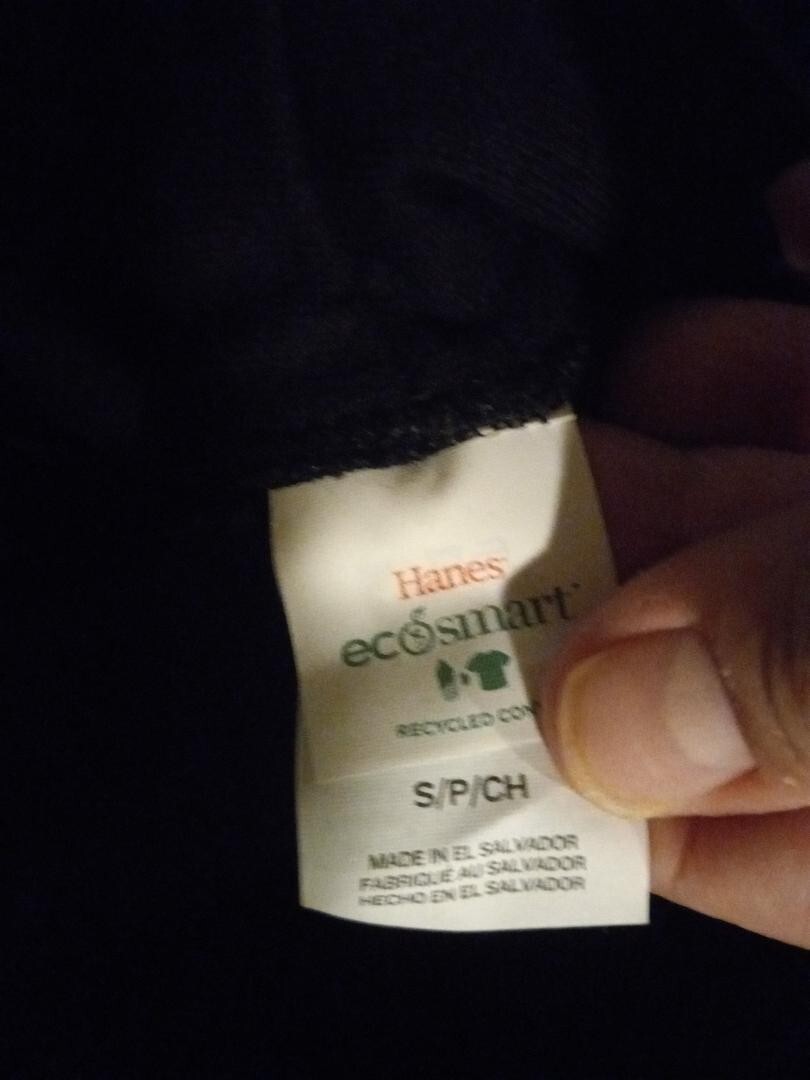 Hanes
ecosmart
RECYCLED
S/P/CH
MADE IN EL SALVADOR
FABRIQUE AU SALVADOR
HECHO EN EL SALVADOR